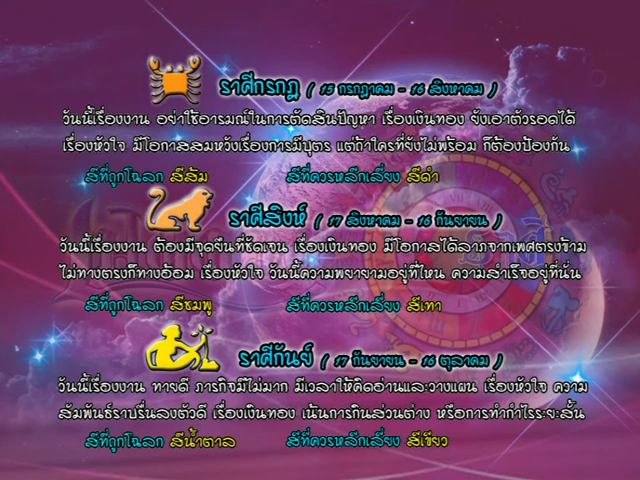 ราศีกรกฎ ( 15 กรกฎาคม - 16 สิงหาคม )
วันนี้เรื่องงาน อย่าใช้อารมณ์ในการตัดสินปัญหา เรื่องเงินทอง ยังเอาตัวรอดได้
เรื่องหัวใจ มีโอกาสสมหวังเรื่องการมีบุตร แต่ถ้าใครที่ยังไม่พร้อม ก็ต้องป้องกัน
สีที่ถูกโฉลก สีส้ม สีที่ควรหลีกเลี่ยง สีดำ
ราศีสิงห์ ( 17 สิงหาคม - 16 กันยายน )
วันนี้เรื่องงาน ต้องมีจุดยืนที่ชัดเจน เรื่องเงินทอง มีโอกาสได้ลาภจากเพศตรงข้าม
ไม่ทางตรงก็ทางอ้อม เรื่องหัวใจ วันนี้ความพยายามอยู่ที่ไหน ความสำเร็จอยู่ที่นั่น
สีที่ถูกโฉลก สีชมพู สีที่ควรหลีกเลี่ยง สีเทา
ราศีกันย์ ( 17 กันยายน - 16 ตุลาคม )
วันนี้เรื่องงาน ทายดี ภารกิจมีไม่มาก มีเวลาให้คิดอ่านและวางแผน เรื่องหัวใจ ความ
สัมพันธ์ราบรื่นลงตัวดี เรื่องเงินทอง เน้นการกินส่วนต่าง หรือการทำกำไรระยะสั้น
สีที่ถูกโฉลก สีน้ำตาล สีที่ควรหลีกเลี่ยง สีเขียว